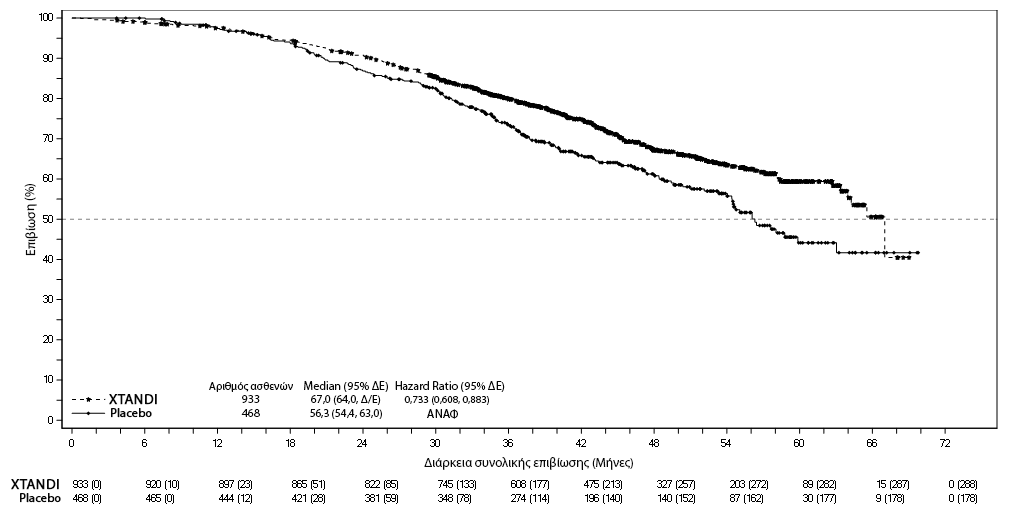 100
90
80
70
60
50
40
30
20
10
0
Επιβίωση (%)
Αριθμός ασθενών Median (95% ΔΕ) Hazard Ratio (95% ΔΕ)
XTANDI 933 67,0 (64,0, Δ/Ε) 0,733 (0,608, 0,883)
Placebo 468 56,3 (54,4, 63,0) ΑΝΑΦ
0 6 12 18 24 30 36 42 48 54 60 66 72
Διάρκεια συνολικής επιβίωσης (Μήνες)
XTANDI 933 (0) 920 (10) 897 (23) 865 (51) 822 (85) 745 (133) 608 (177) 475 (213) 327 (257) 203 (272) 89 (282) 15 (287) 0 (288)
Placebo 468 (0) 465 (0) 444 (12) 421 (28) 381 (59) 348 (78) 274 (114) 196 (140) 140 (152) 87 (162) 30 (177) 9 (178) 0 (178)